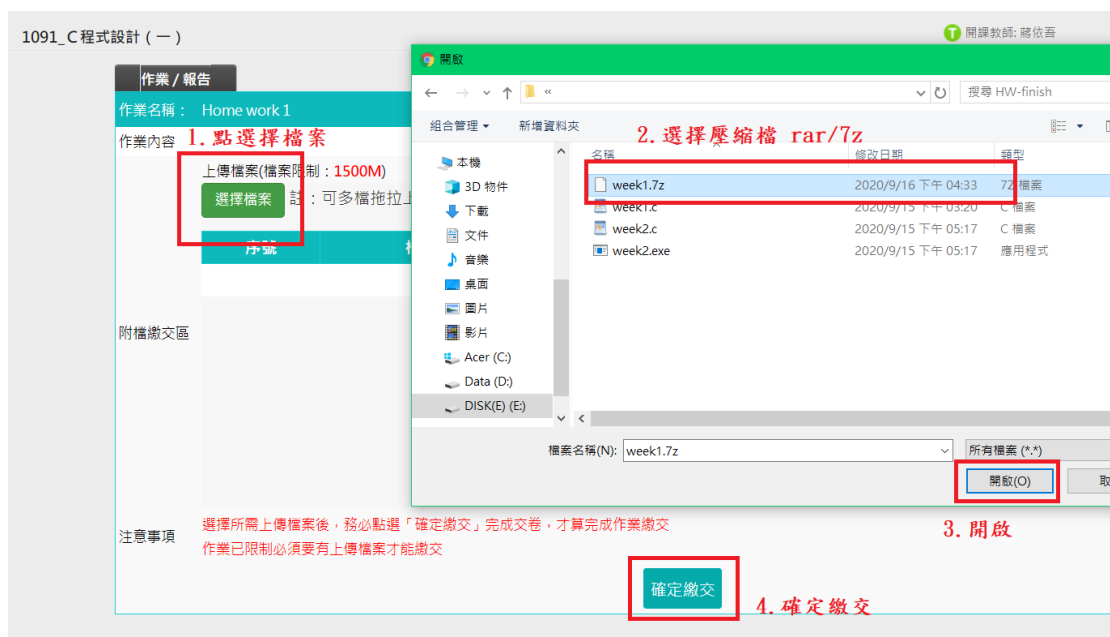 1091_C程式設計(一)
開課教師: 蔣依吾
作業 / 報告
作業名稱: Home work 1
作業內容
1.點選擇檔案
上傳檔案(檔案限制:1500M)
選擇檔案 註:可多檔拖拉上
序號
附檔繳交區
開啟
«
搜尋 HW-finish
組合管理 新增資料夾
2.選擇壓縮檔 rar/7z
名稱 修改日期 類型
week1.7z 2020/9/16 下午 04:33 7Z 檔案
week1.c 2020/9/15 下午 03:20 C 檔案
week2.c 2020/9/15 下午 05:17 C 檔案
week2.exe 2020/9/15 下午 05:17 應用程式
本機
3D 物件
下載
文件
音樂
桌面
圖片
影片
Acer (C:)
Data (D:)
DISK(E) (E:)
檔案名稱(N): week1.7z 所有檔案 (*.*)
開啟(O) 取
3.開啟
注意事項
選擇所需上傳檔案後,務必點選「確定繳交」完成交卷,才算完成作業繳交
作業已限制必須要有上傳檔案才能繳交
確定繳交
4.確定繳交